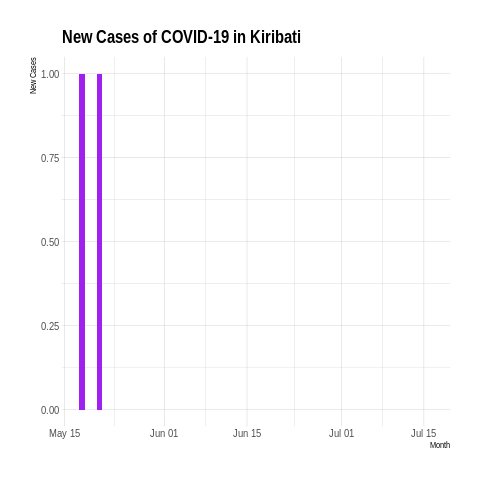 New Cases of COVID-19 in Kiribati
New Cases
1.00
0.75
0.50
0.25
0.00
May 15 Jun 01 Jun 15 Jul 01 Jul 15
Month